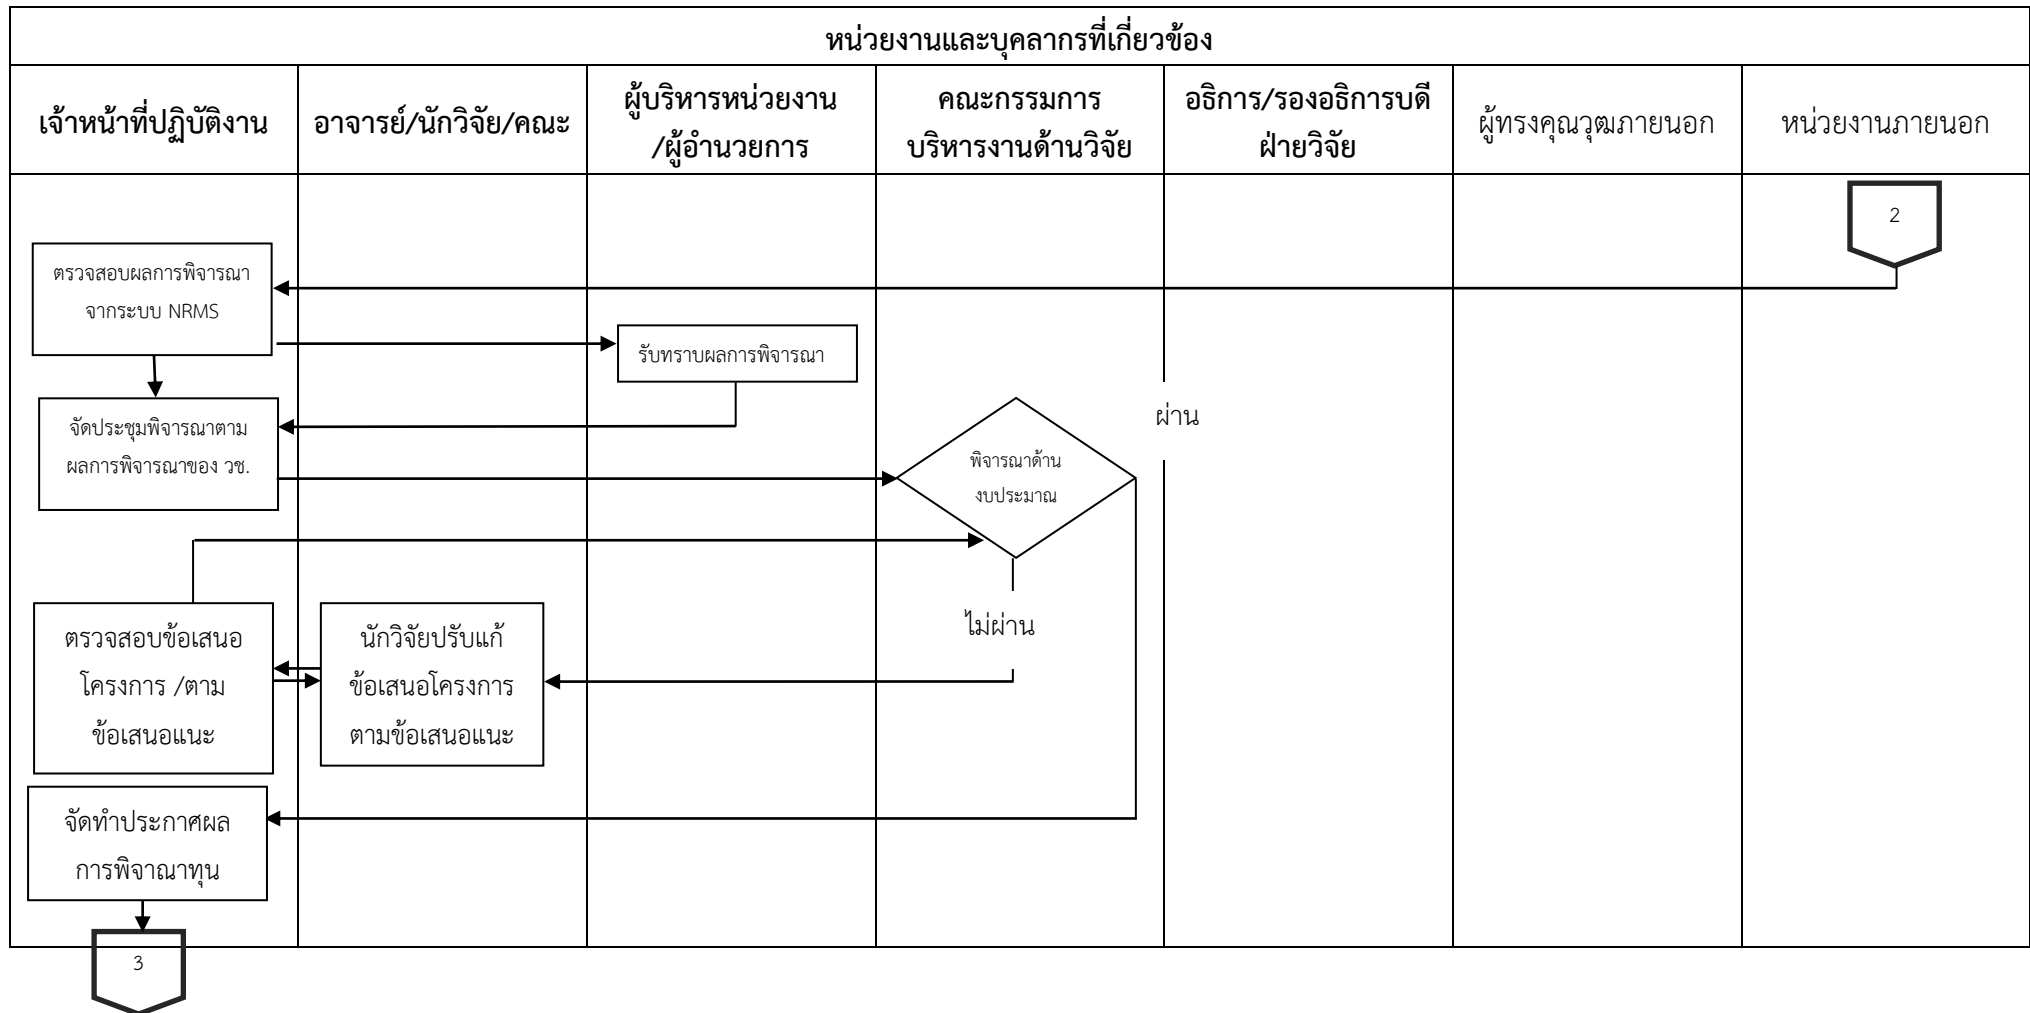 หน่วยงานและบุคลากรที่เกี่ยวข้อง
เจ้าหน้าที่ปฏิบัติงาน
อาจารย์/นักวิจัย/คณะ
ผู้บริหารหน่วยงาน
/ผู้อำนวยการ
คณะกรรมการ
บริหารงานด้านวิจัย
อธิการ/รองอธิการบดี
ฝ่ายวิจัย
ผู้ทรงคุณวุฒภายนอก
หน่วยงานภายนอก
2
ตรวจสอบผลการพิจารณา
จากระบบ NRMS
รับทราบผลการพิจารณา
จัดประชุมพิจารณาตาม
ผลการพิจารณาของ วช.
พิจารณาด้าน
งบประมาณ
ผ่าน
ไม่ผ่าน
ตรวจสอบข้อเสนอ
โครงการ /ตาม
ข้อเสนอแนะ
นักวิจัยปรับแก้
ข้อเสนอโครงการ
ตามข้อเสนอแนะ
จัดทำประกาศผล
การพิจาณาทุน
3